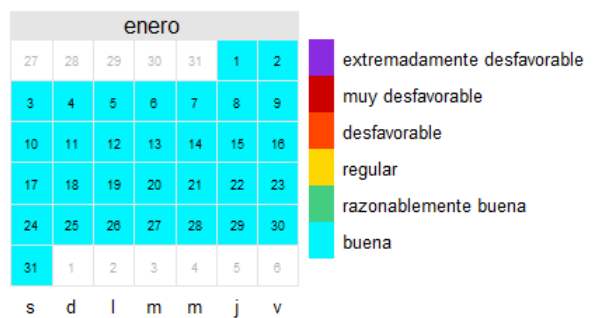 enero
27 28 29 30 31 1 2
3 4 5 6 7 8 9
10 11 12 13 14 15 16
17 18 19 20 21 22 23
24 25 26 27 28 29 30
31 1 2 3 4 5 6
s d l m m j v
extremadamente desfavorable
muy desfavorable
desfavorable
regular
razonablemente buena
buena